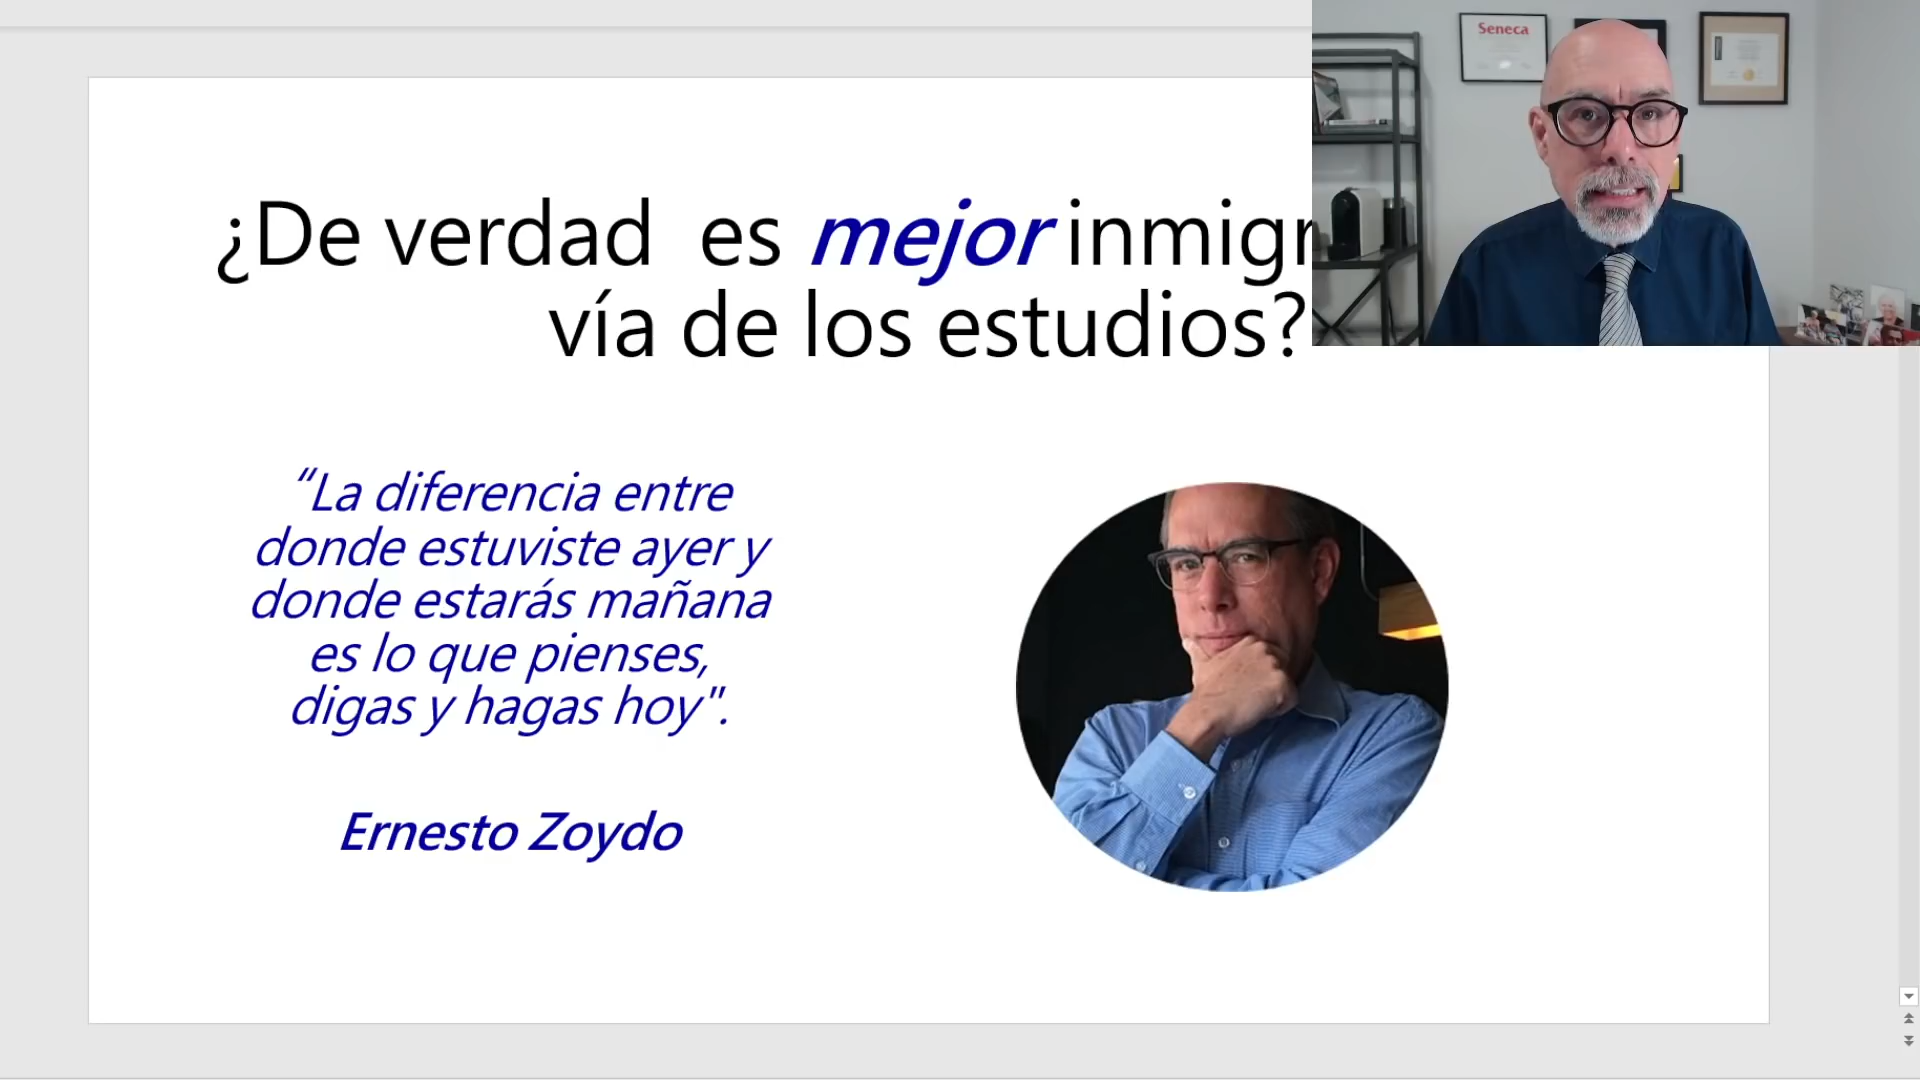 ¿De verdad  es mejor inmigr
vía de los estudios?
“La diferencia entre
donde estuviste ayer y
donde estarás mañana
es lo que pienses,
digas y hagas hoy”.
Ernesto Zoydo
Seneca